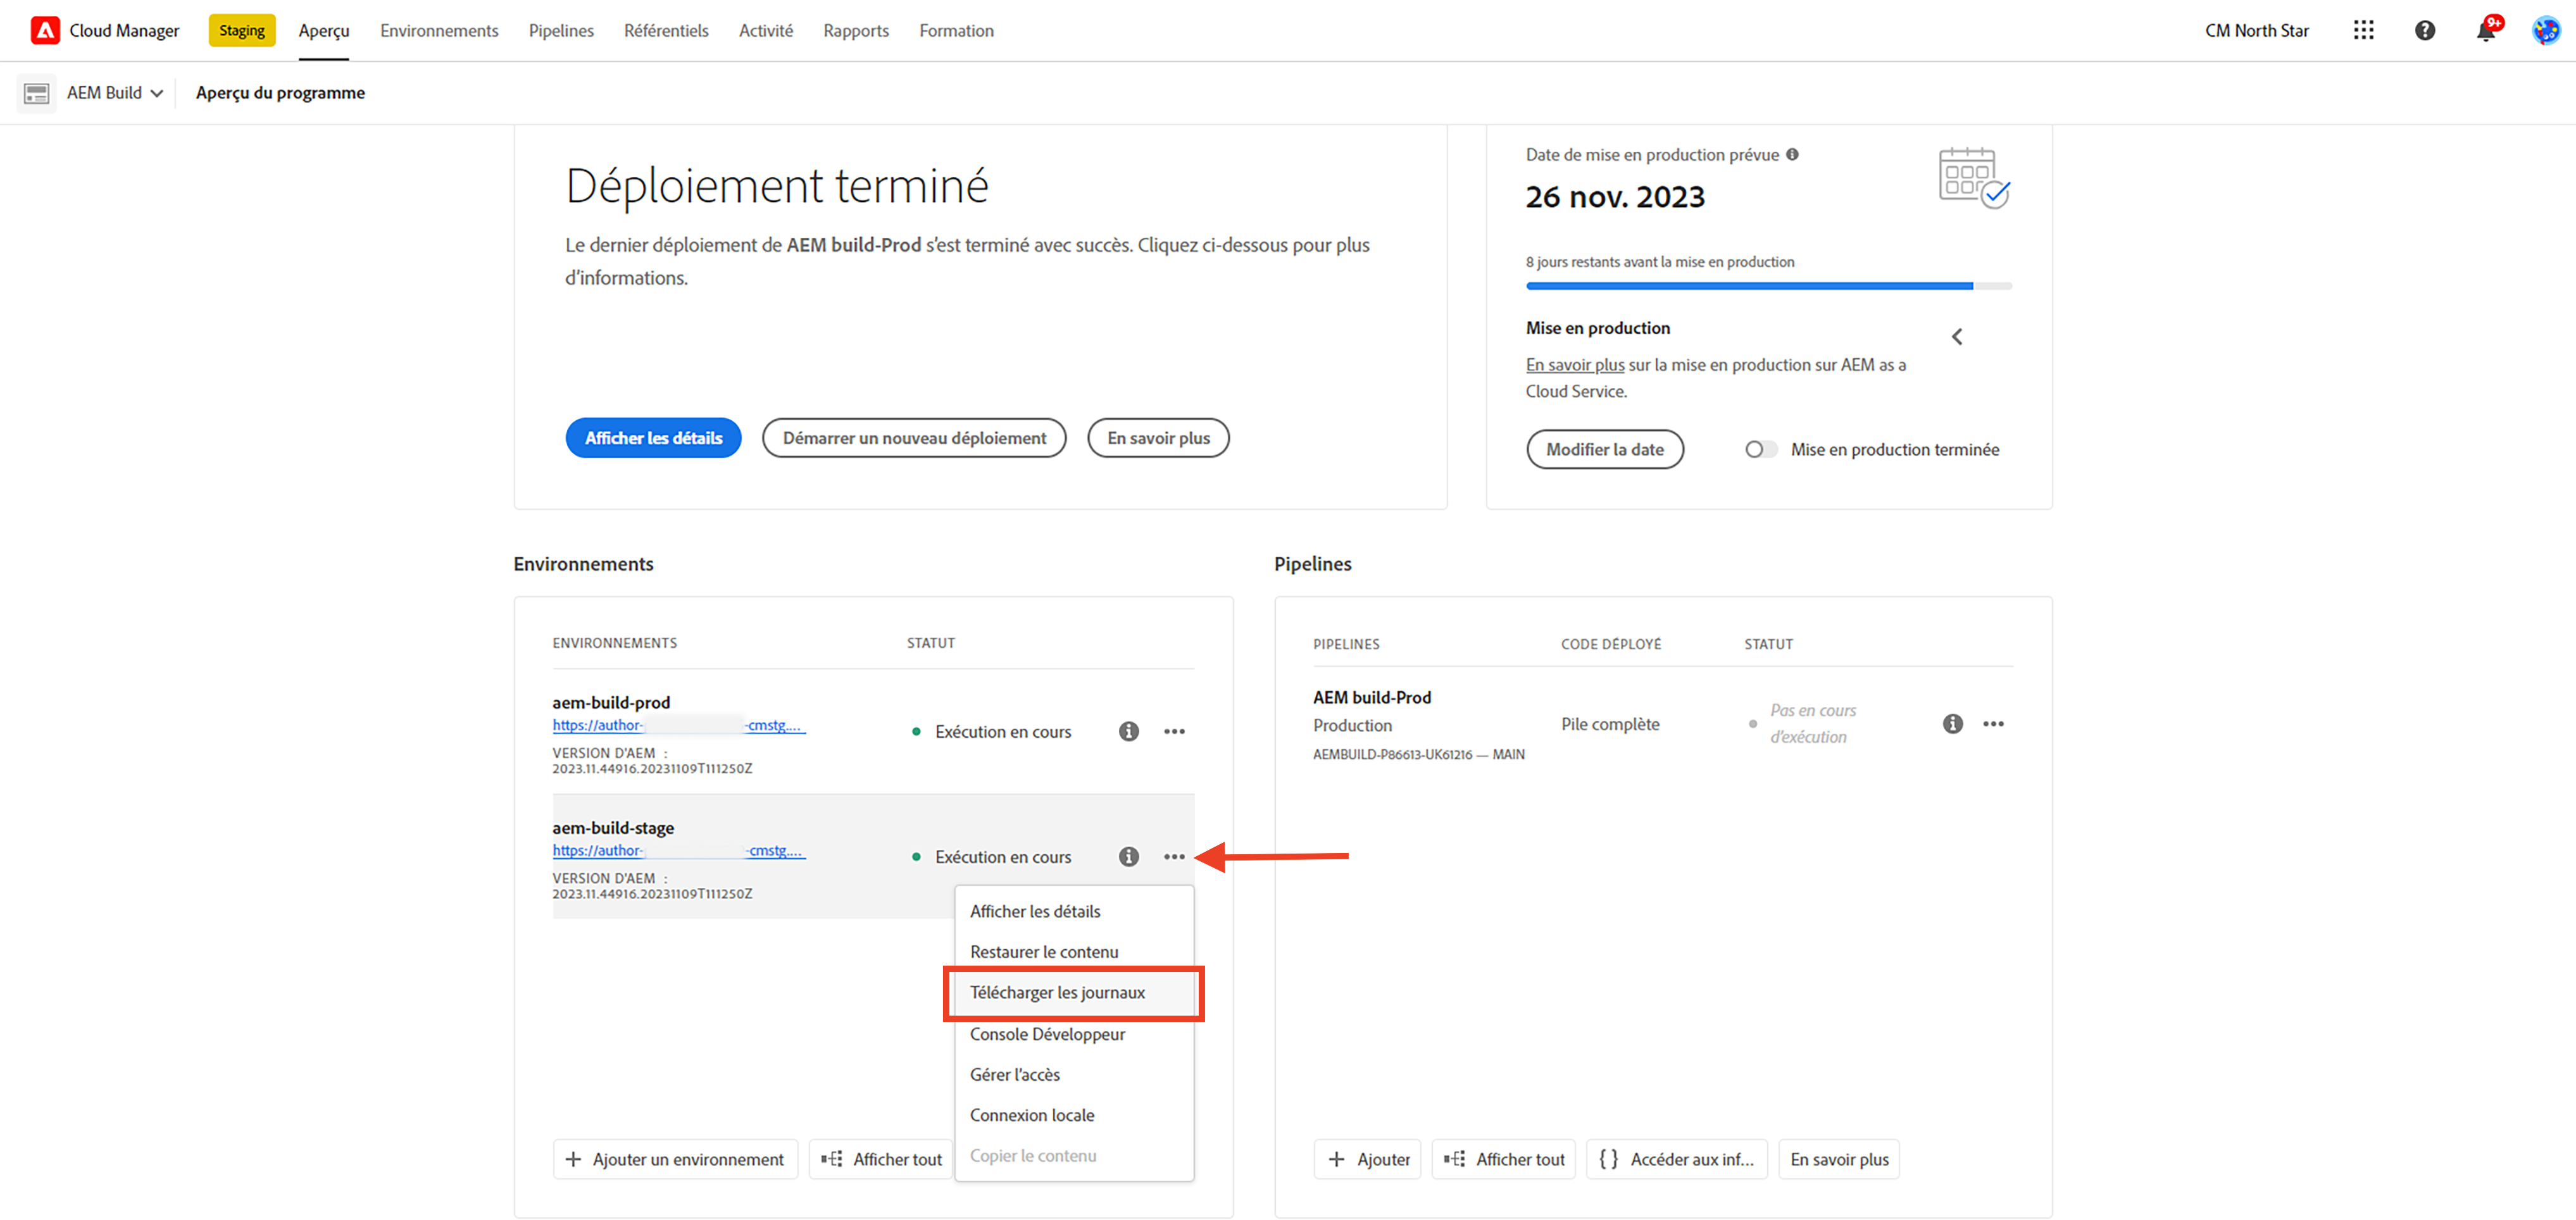 Cloud Manager
Staging
Aperçu
Environnements
Pipelines
Référentiels
Activité
Rapports
Formation
CM North Star
9+
AEM Build
Aperçu du programme
Déploiement terminé
Le dernier déploiement de AEM build-Prod s'est terminé avec succès. Cliquez ci-dessous pour plus
d'informations.
Afficher les détails
Démarrer un nouveau déploiement
En savoir plus
Date de mise en production prévue
26 nov. 2023
8 jours restants avant la mise en production
Mise en production
En savoir plus sur la mise en production sur AEM as a
Cloud Service.
Modifier la date
Mise en production terminée
Environnements
ENVIRONNEMENTS
STATUT
aem-build-prod
https://author-
-cmstg....
VERSION D'AEM :
2023.11.44916.20231109T111250Z
Exécution en cours
aem-build-stage
https://author-
-cmstg....
VERSION D'AEM :
2023.11.44916.20231109T111250Z
Exécution en cours
Afficher les détails
Restaurer le contenu
Télécharger les journaux
Console Développeur
Gérer l'accès
Connexion locale
Copier le contenu
Ajouter un environnement
Afficher tout
Pipelines
PIPELINES
CODE DÉPLOYÉ
STATUT
AEM build-Prod
Production
AEMBUILD-P86613-UK61216 — MAIN
Pile complète
Pas en cours
d'exécution
Ajouter
Afficher tout
Accéder aux inf...
En savoir plus